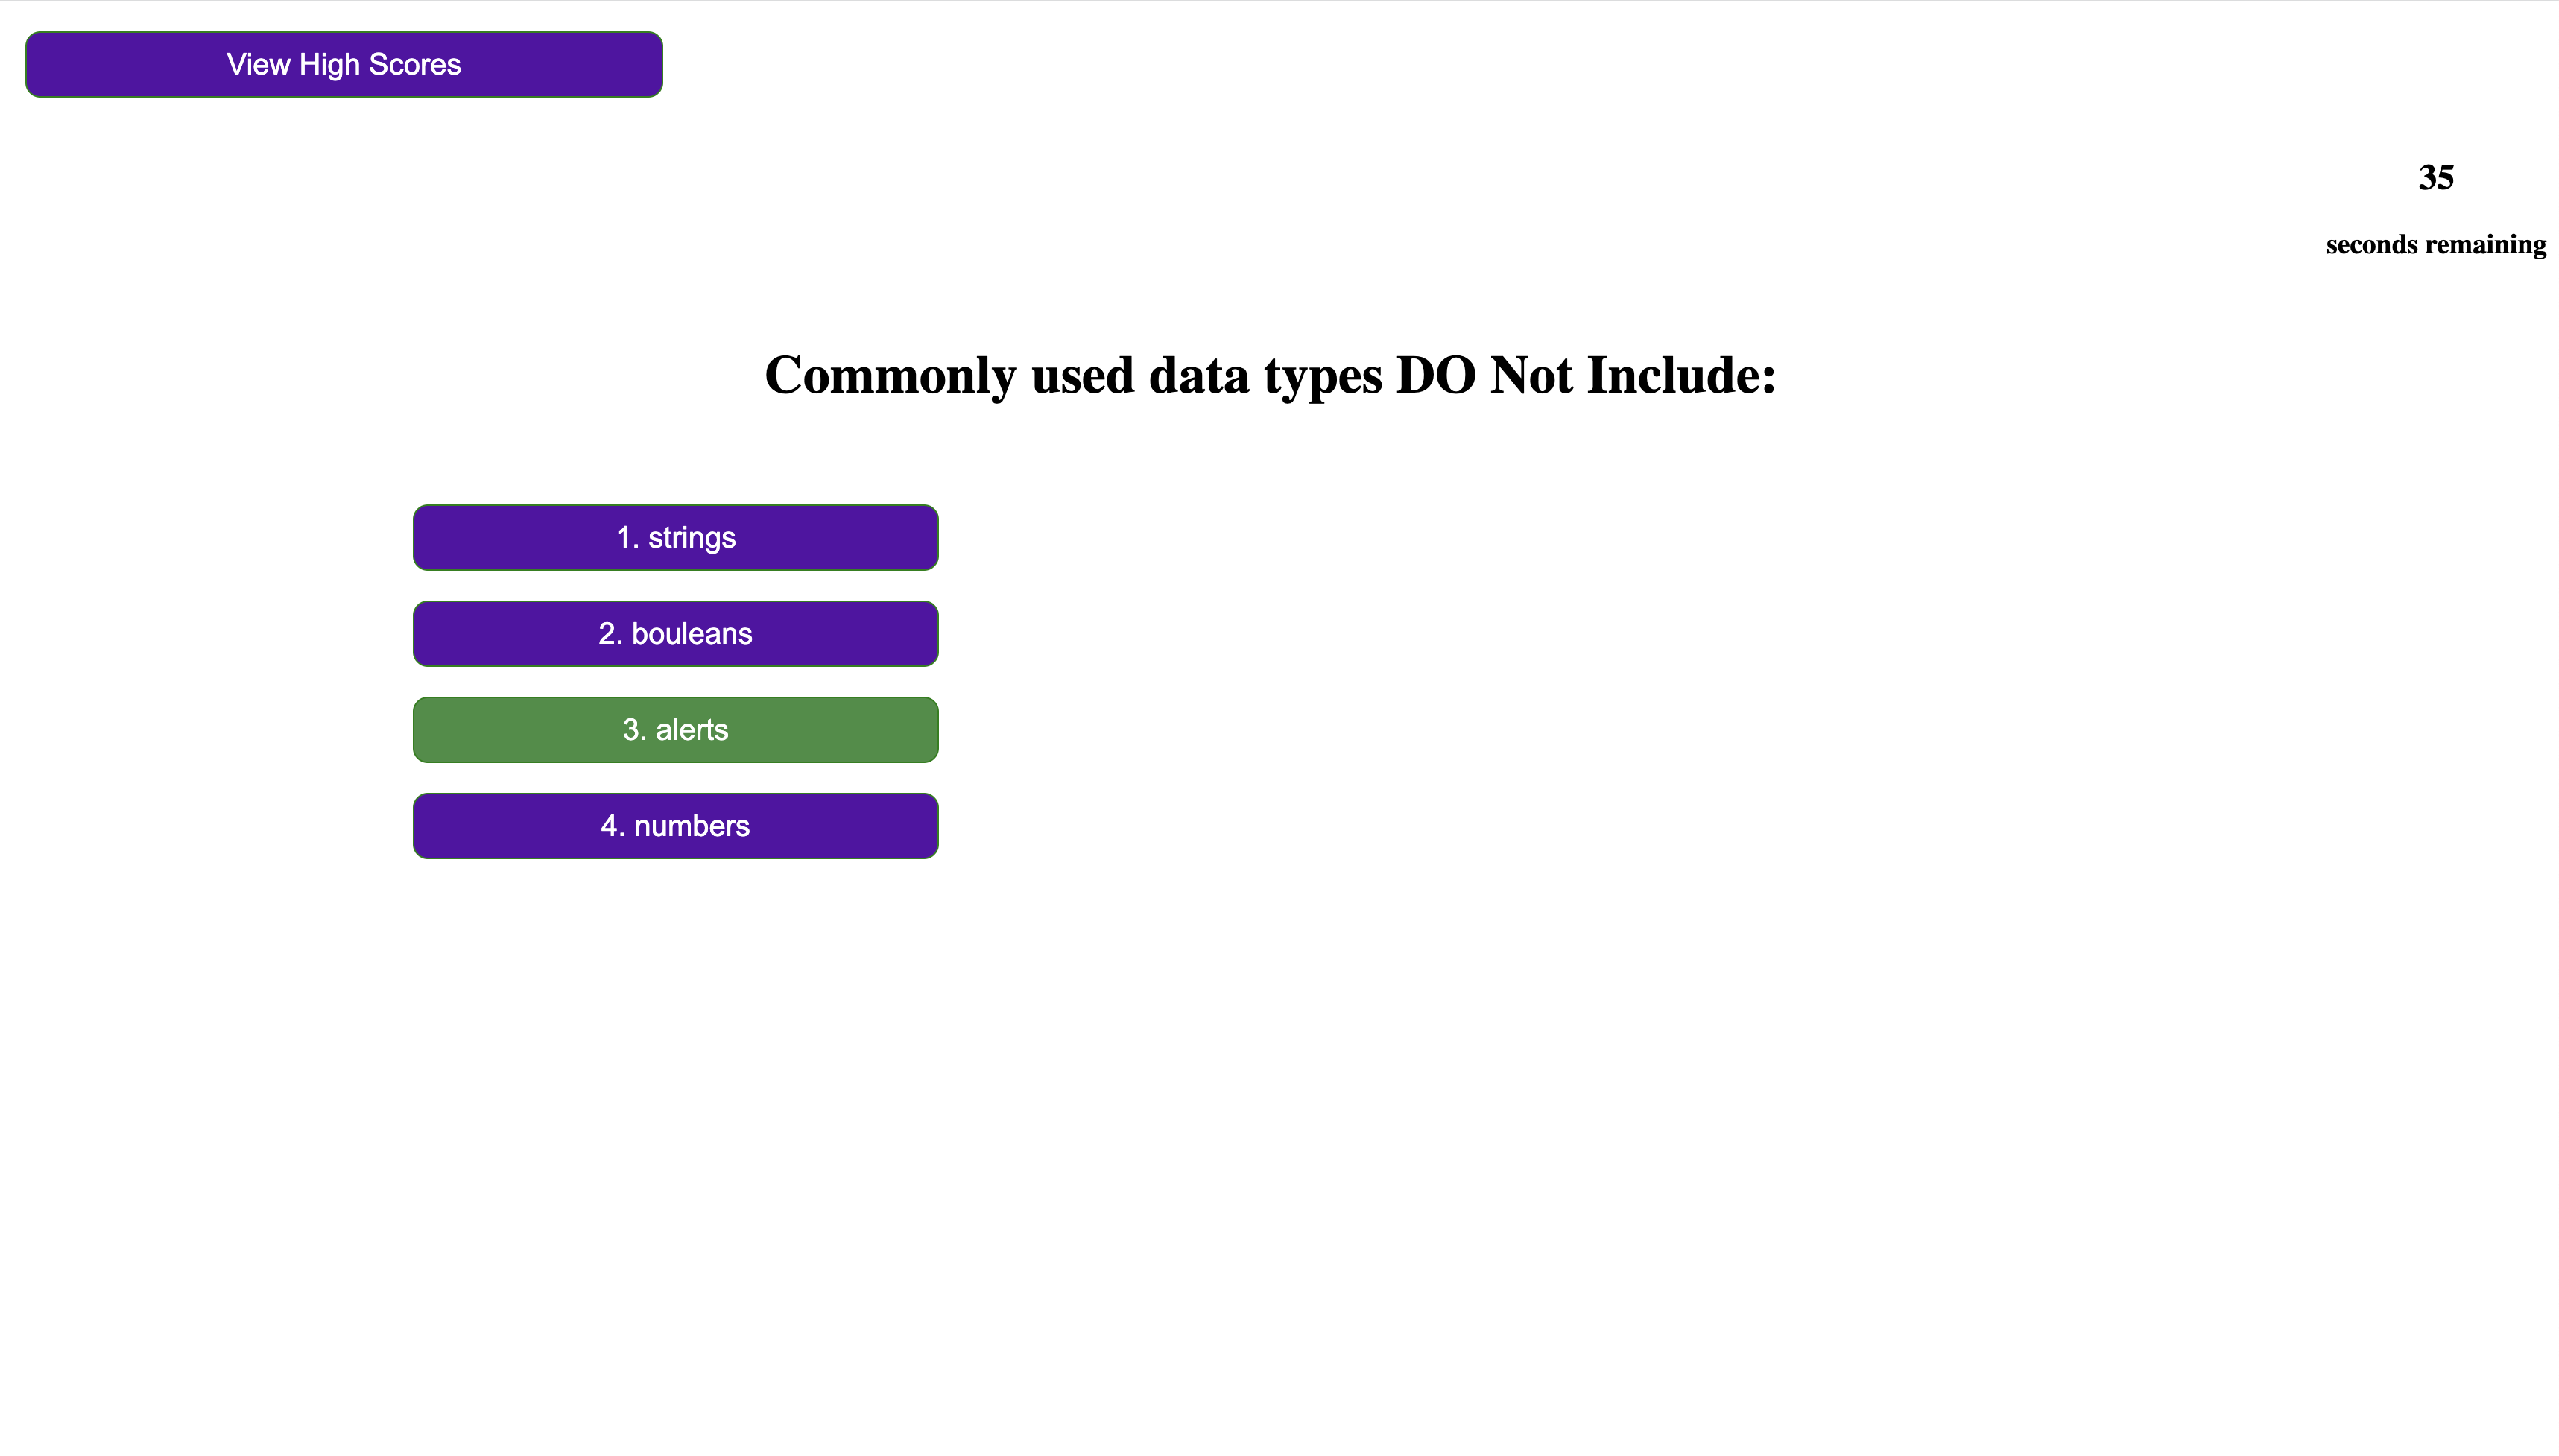 View High Scores
35
seconds remaining
Commonly used data types DO Not Include:
1. strings
2. bouleans
3. alerts
4. numbers